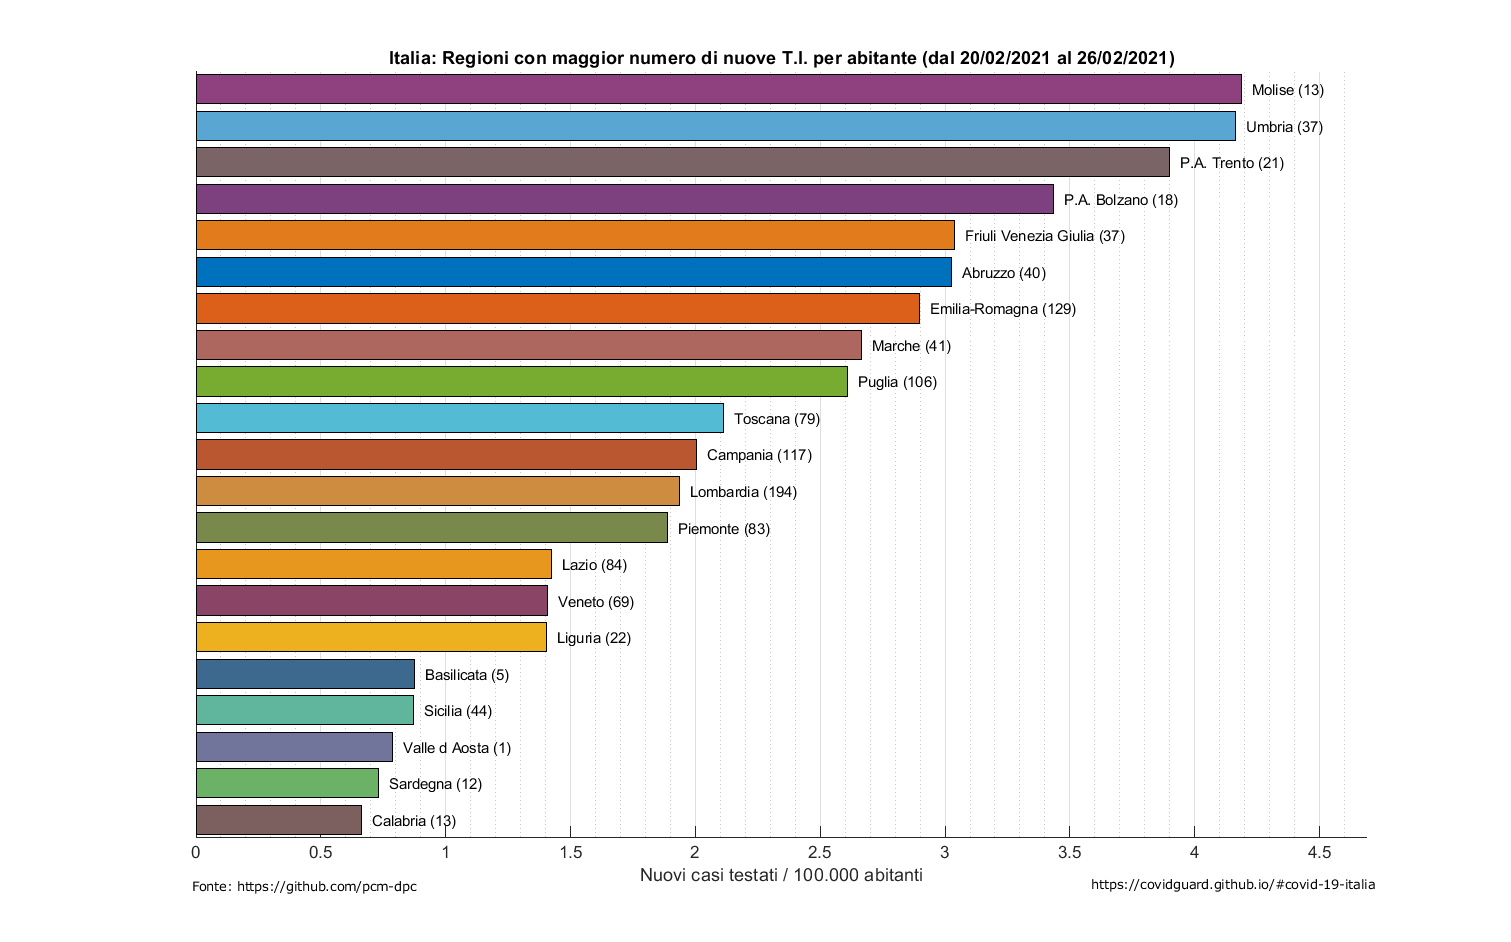 Italia: Regioni con maggior numero di nuove T.I. per abitante (dal 20/02/2021 al 26/02/2021)
Molise (13)
Umbria (37)
P.A. Trento (21)
P.A. Bolzano (18)
Friuli Venezia Giulia (37)
Abruzzo (40)
Emilia-Romagna (129)
Marche (41)
Puglia (106)
Toscana (79)
Campania (117)
Lombardia (194)
Piemonte (83)
Lazio (84)
Veneto (69)
Liguria (22)
Basilicata (5)
Sicilia (44)
Valle d Aosta (1)
Sardegna (12)
Calabria (13)
0 0.5 1 1.5 2 2.5 3 3.5 4 4.5
Nuovi casi testati / 100.000 abitanti
Fonte: https://github.com/pcm-dpc
https://covidguard.github.io/#covid-19-italia